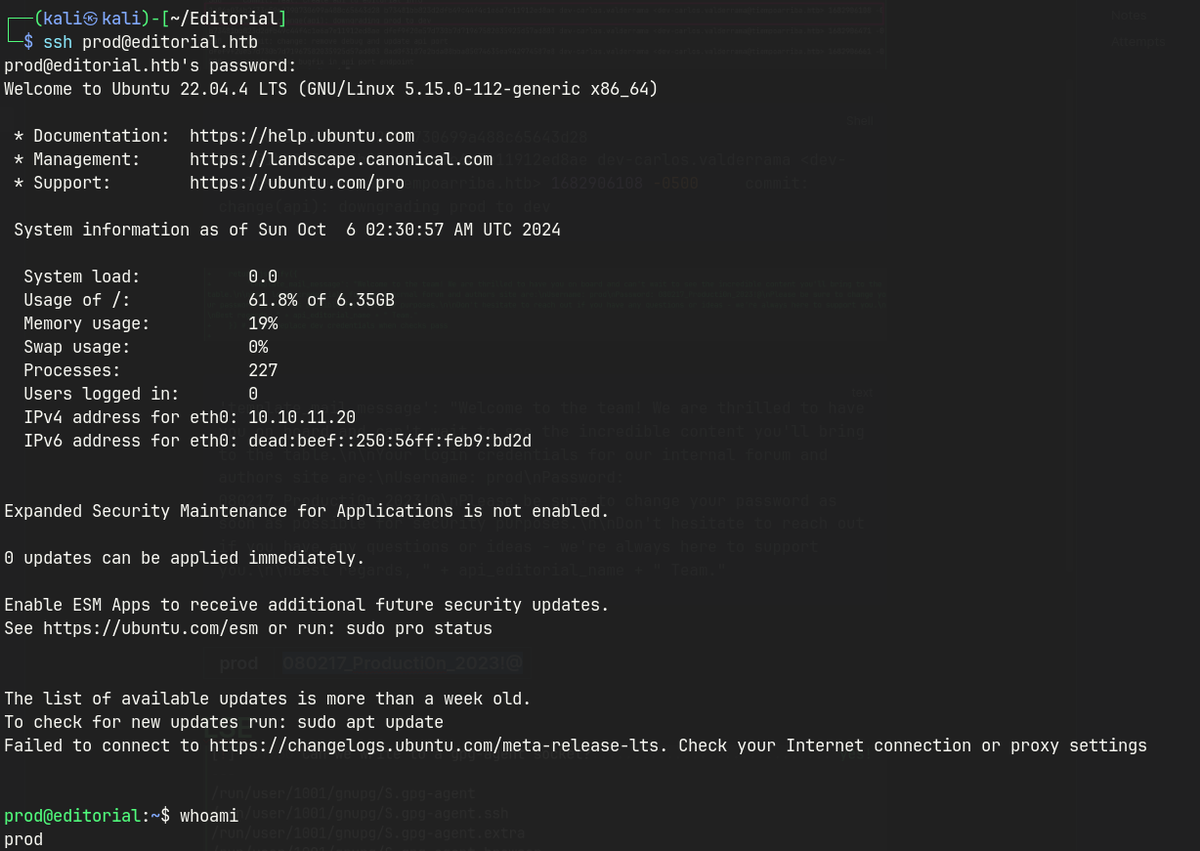 ┌──(kali㉿kali)-[~/Editorial]
└─$ ssh prod@editorial.htb
prod@editorial.htb's password:
Welcome to Ubuntu 22.04.4 LTS (GNU/Linux 5.15.0-112-generic x86_64)
* Documentation:  https://help.ubuntu.com
* Management:     https://landscape.canonical.com
* Support:        https://ubuntu.com/pro
System information as of Sun Oct  6 02:30:57 AM UTC 2024
System load:           0.0
Usage of /:            61.8% of 6.35GB
Memory usage:          19%
Swap usage:            0%
Processes:             227
Users logged in:       0
IPv4 address for eth0: 10.10.11.20
IPv6 address for eth0: dead:beef::250:56ff:feb9:bd2d
Expanded Security Maintenance for Applications is not enabled.
0 updates can be applied immediately.
Enable ESM Apps to receive additional future security updates.
See https://ubuntu.com/esm or run: sudo pro status
prod    080217_Producti0n_2023!@
The list of available updates is more than a week old.
To check for new updates run: sudo apt update
Failed to connect to https://changelogs.ubuntu.com/meta-release-lts. Check your Internet connection or proxy settings
prod@editorial:~$ whoami
prod